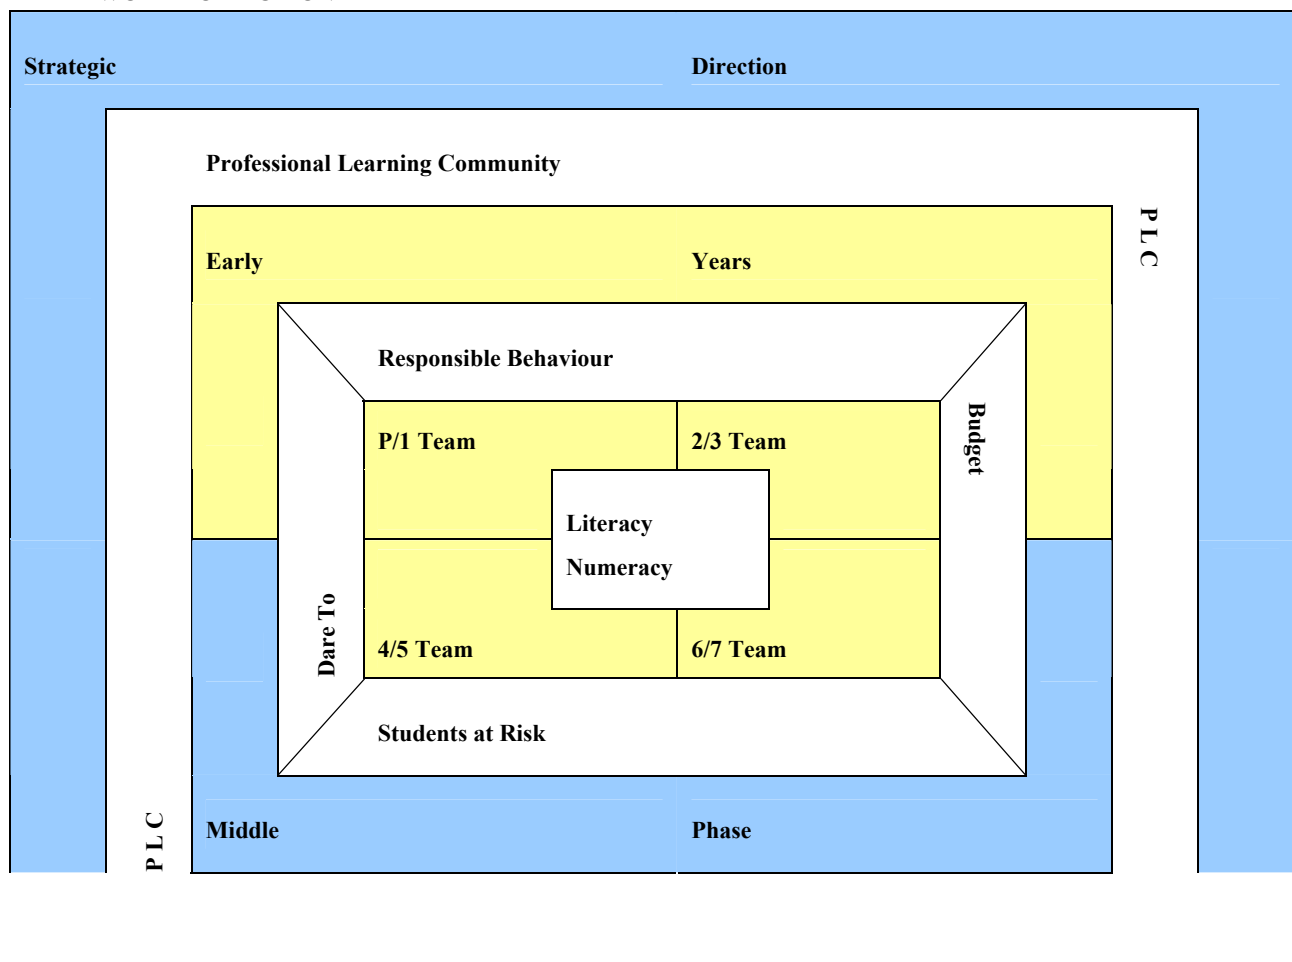 Strategic Direction
Professional Learning Community
P L C
Early Years
Responsible Behaviour
Budget
P/1 Team 2/3 Team
Literacy
Numeracy
Dare To
4/5 Team 6/7 Team
Students at Risk
P L C
Middle Phase